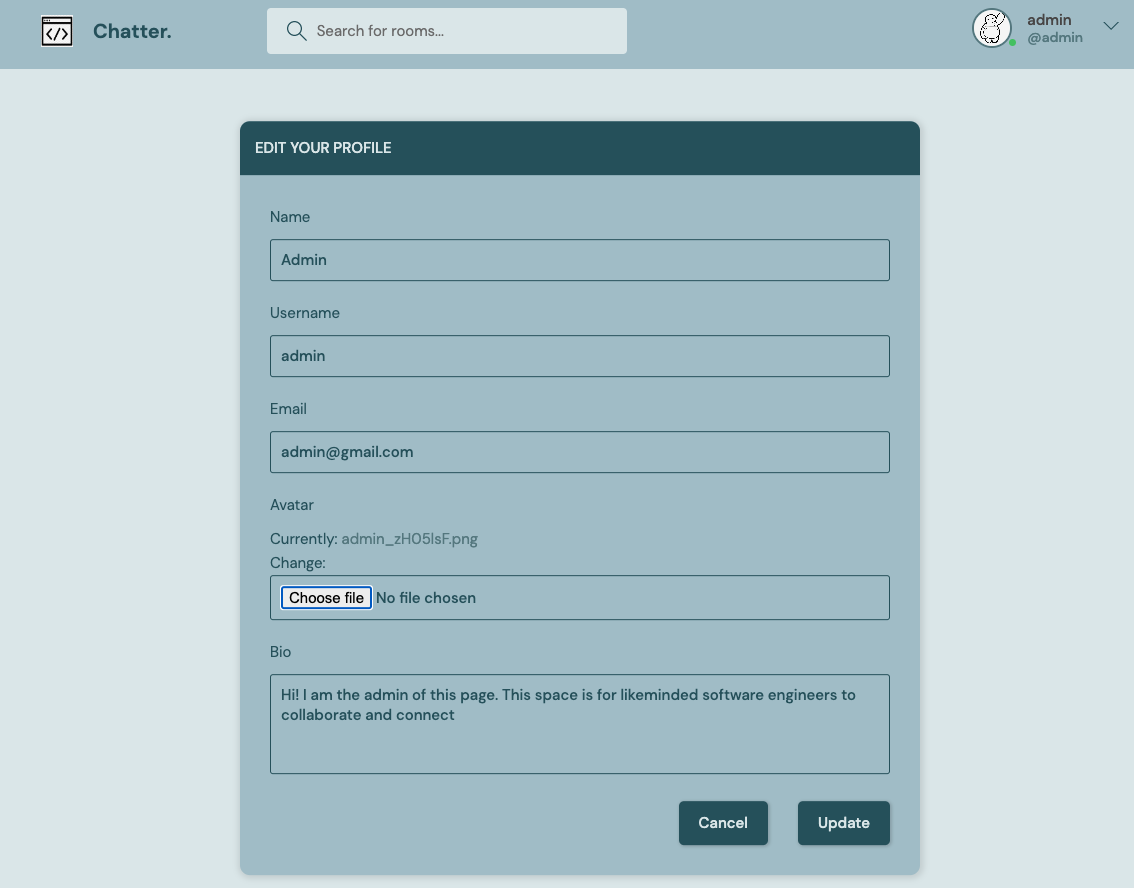 </>
Chatter.
Search for rooms...
admin
@admin
EDIT YOUR PROFILE
Name
Admin
Username
admin
Email
admin@gmail.com
Avatar
Currently: admin_zH05lsF.png
Change:
Choose file No file chosen
Bio
Hi! I am the admin of this page. This space is for likeminded software engineers to
collaborate and connect
Cancel
Update